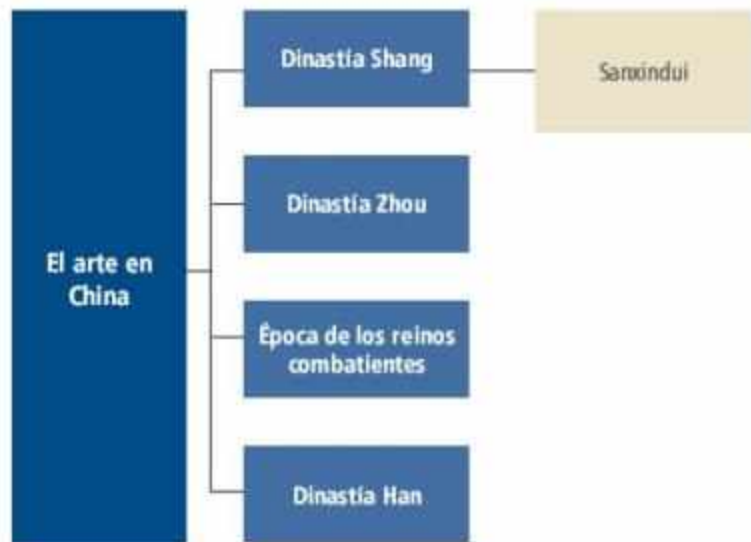 El arte en
China
Dinastía Shang
Sanxindui
Dinastía Zhou
Época de los reinos
combatientes
Dinastía Han